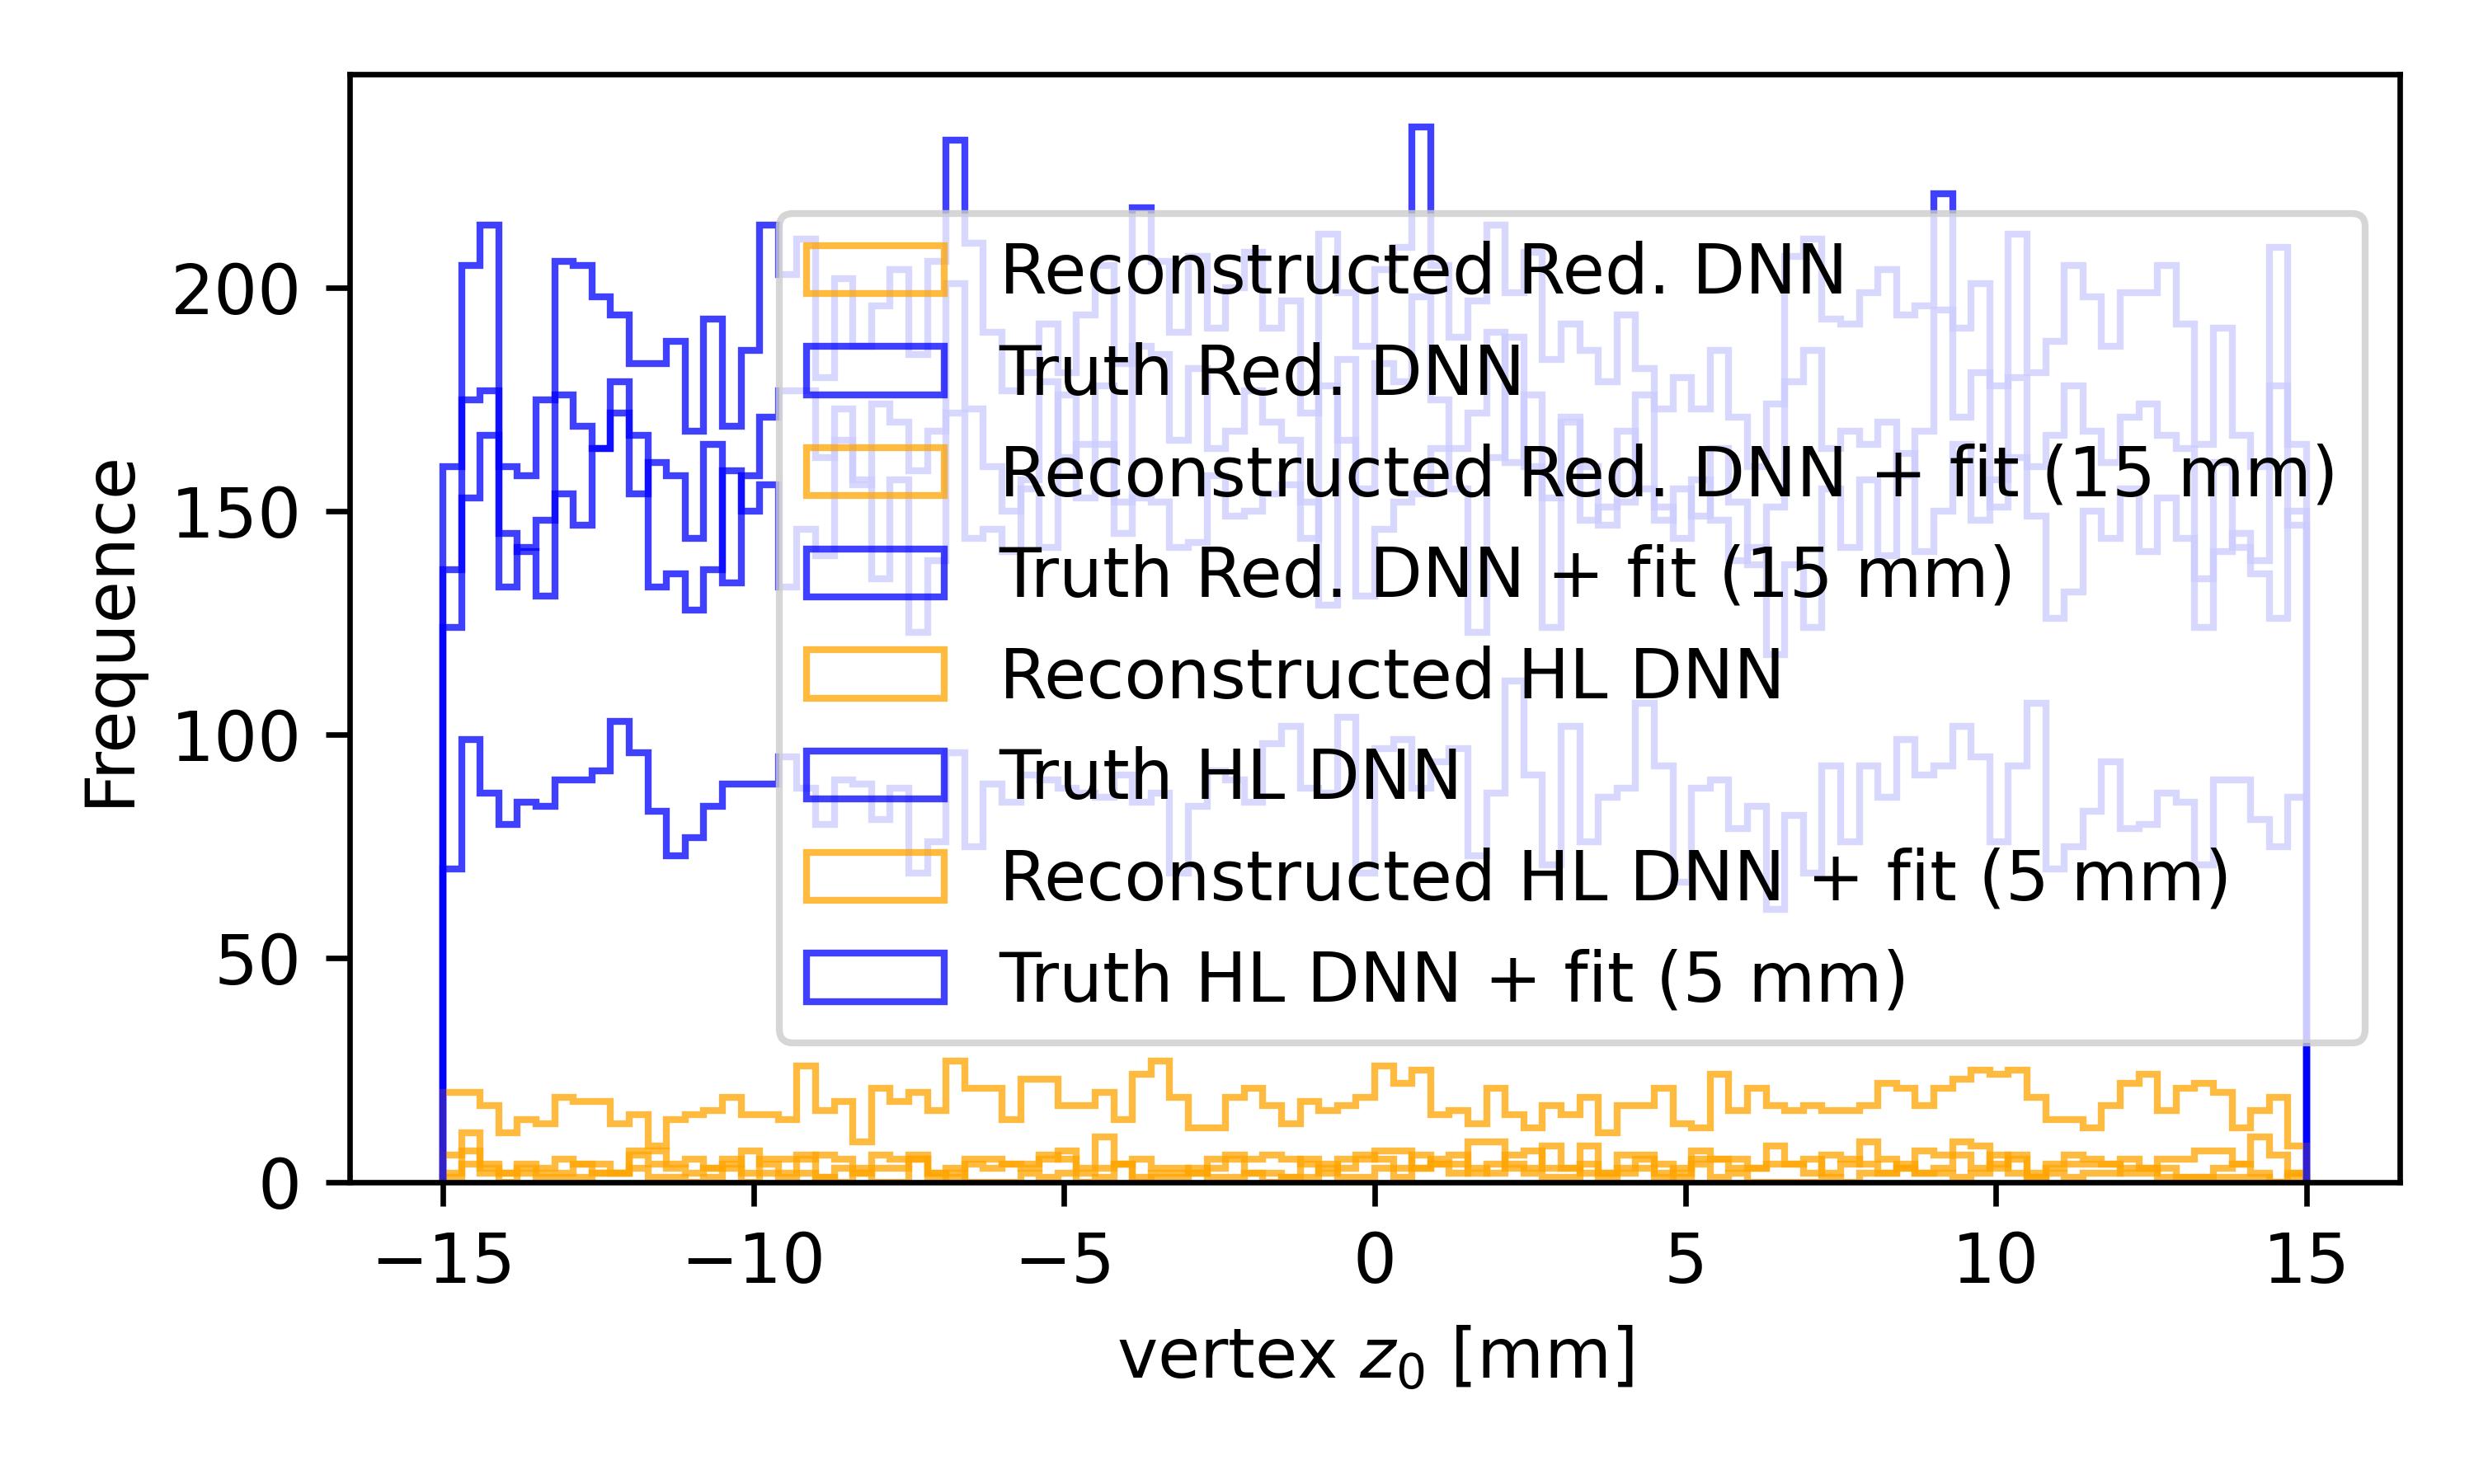 200
150
100
50
0
Frequence
Reconstructed Red. DNN
Truth Red. DNN
Reconstructed Red. DNN + fit (15 mm)
Truth Red. DNN + fit (15 mm)
Reconstructed HL DNN
Truth HL DNN
Reconstructed HL DNN + fit (5 mm)
Truth HL DNN + fit (5 mm)
−15 −10 −5 0 5 10 15
vertex z₀ [mm]